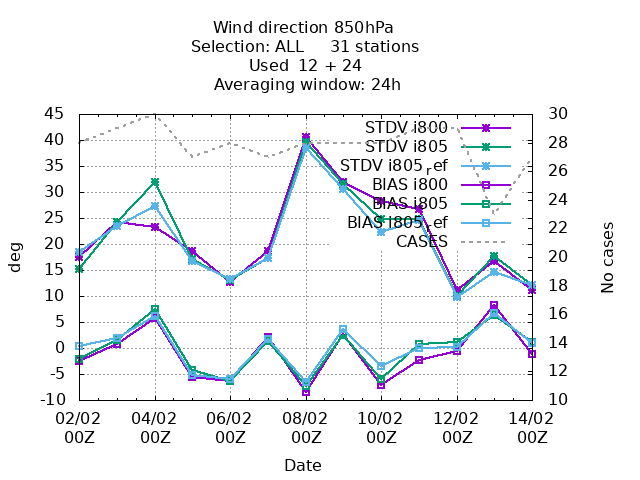 Wind direction 850hPa
Selection: ALL 31 stations
Used 12 + 24
Averaging window: 24h
45
40
35
30
25
20
15
10
5
0
-5
-10
deg
30
28
26
24
22
20
18
16
14
12
10
No cases
STDV i800
STDV i805
STDV i805ref
BIAS i800
BIAS i805
BIAS i805ref
CASES
02/02 04/02 06/02 08/02 10/02 12/02 14/02
00Z 00Z 00Z 00Z 00Z 00Z 00Z
Date